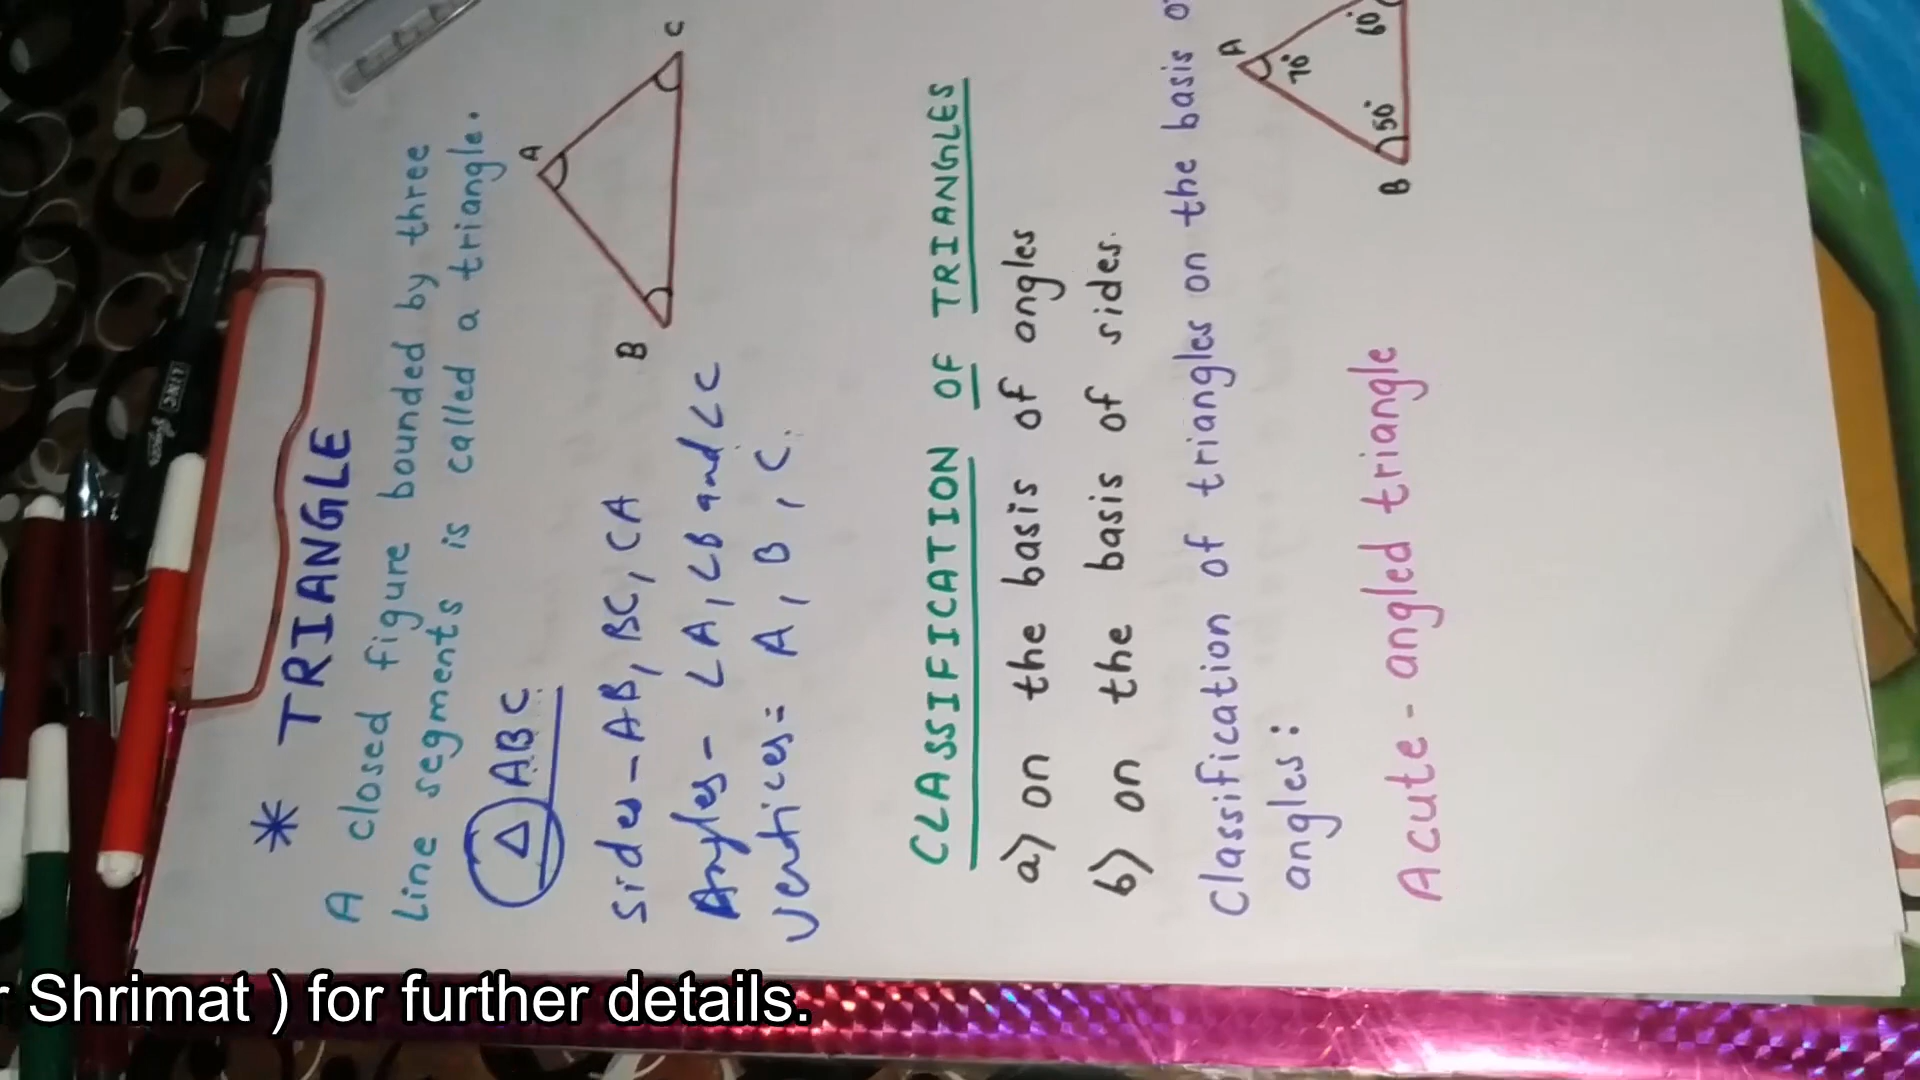 * TRIANGLE
A closed figure bounded by three
Line segments is called a triangle.
△ ABC
A
B
C
Sides - AB, BC, CA
Angles - ∠A, ∠B and ∠C
Vertices = A, B, C
CLASSIFICATION OF TRIANGLES
a) on the basis of angles
b) on the basis of sides.
Classification of triangles on the basis
angles:
Acute - angled triangle
A
70°
B
50°
60°
LINC
Shrimat ) for further details.